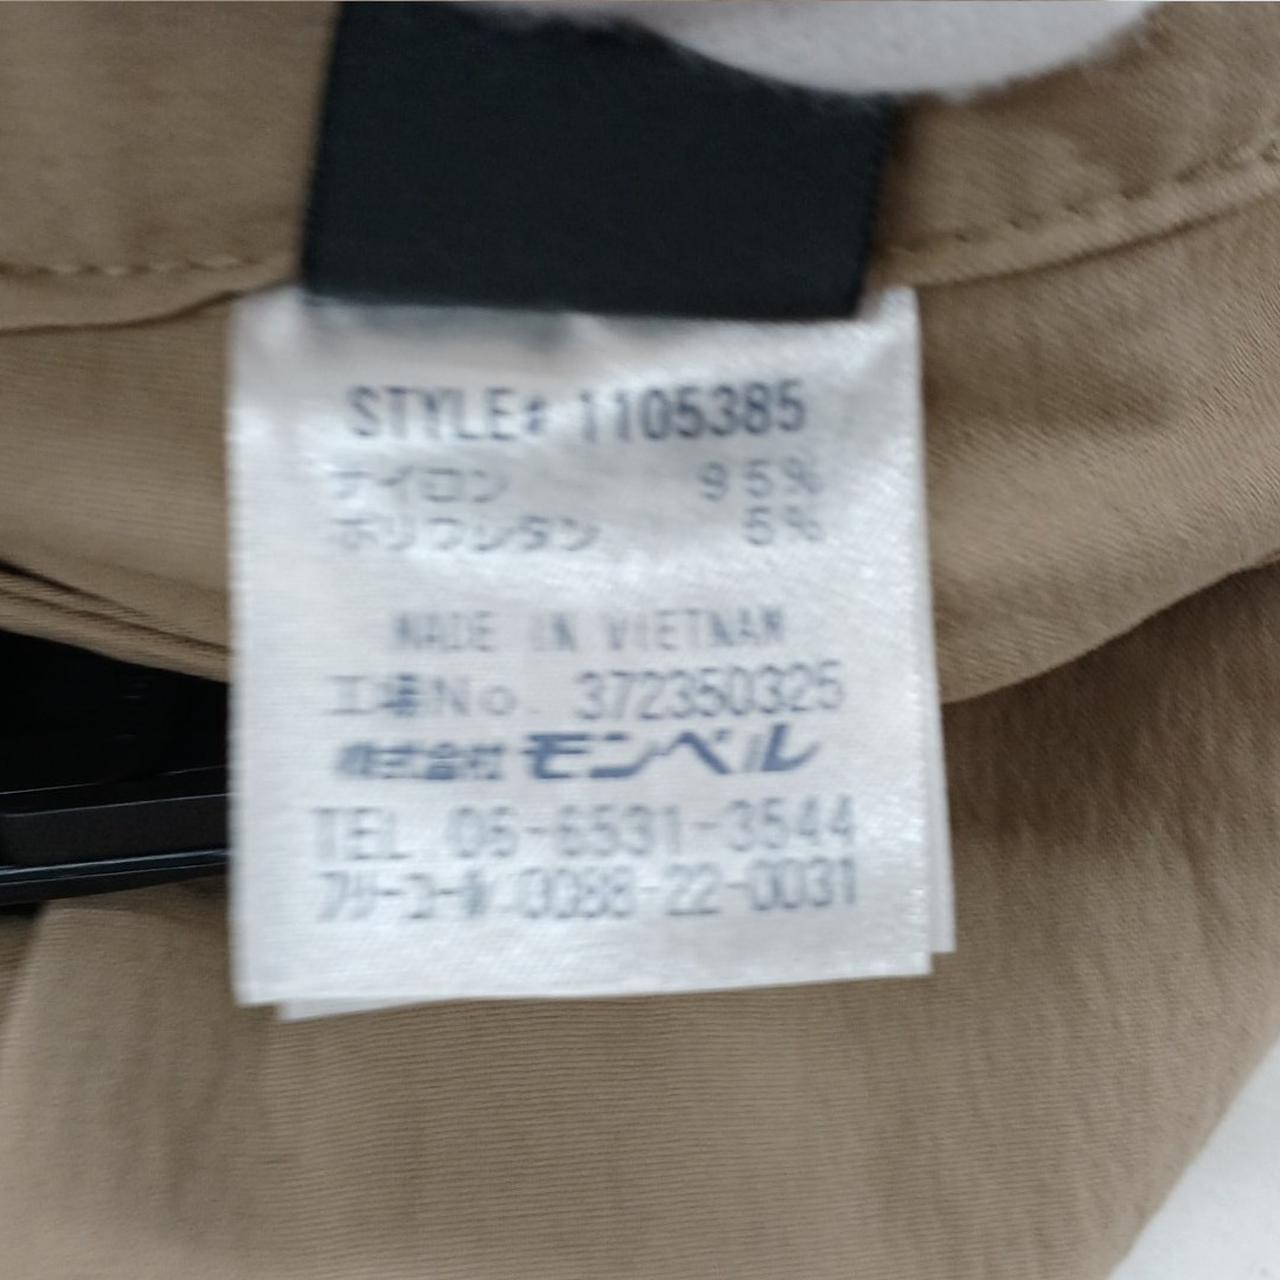 STYLE# 1105385
ナイロン 95%
ポリウレタン 5%
MADE IN VIETNAM
工場No. 372350325
株式会社 モンベル
TEL 06-6531-3544
フリーコール 0088-22-0031